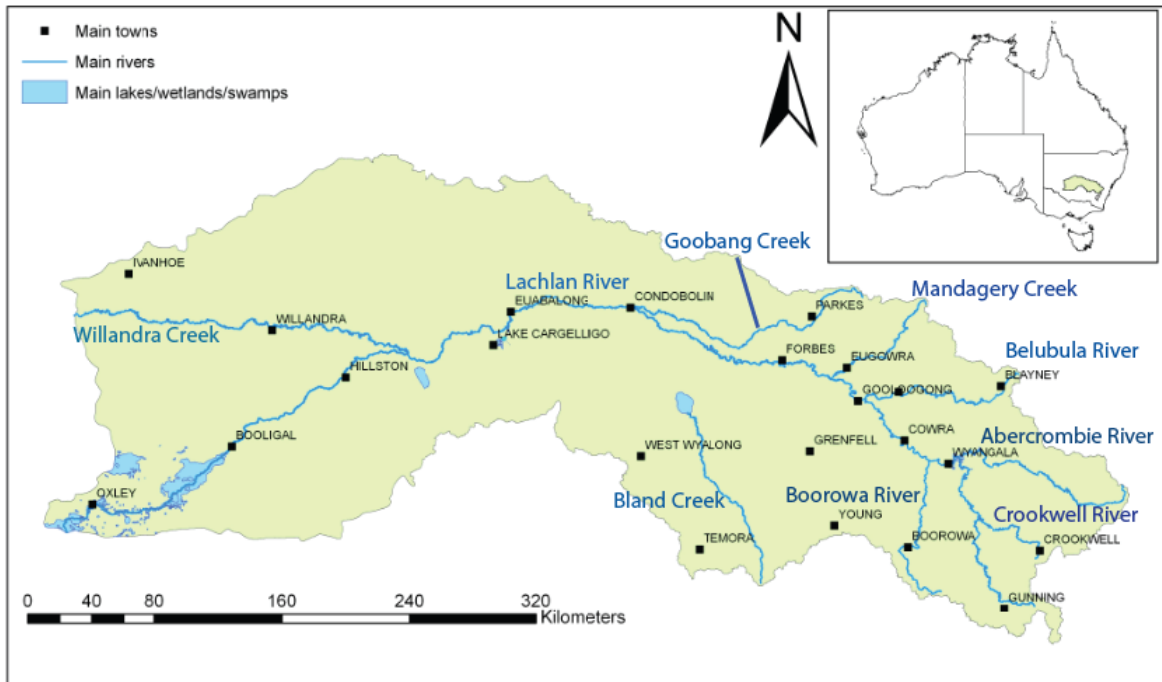 Main towns
Main rivers
Main lakes/wetlands/swamps
N
Goobang Creek
IVANHOE
Lachlan River
Mandagery Creek
EUABALONG
CONDOBOLIN
PARKES
WILLANDRA
Willandra Creek
LAKE CARGELLIGO
FORBES
EUGOWRA
Belubula River
BLAYNEY
HILLSTON
GOOLOGONG
COWRA
Abercrombie River
BOOLIGAL
WEST WYALONG
GRENFELL
WYANGALA
Bland Creek
Boorowa River
OXLEY
YOUNG
Crookwell River
TEMORA
BOOROWA
CROOKWELL
0 40 80 160 240 320
Kilometers
GUNNING